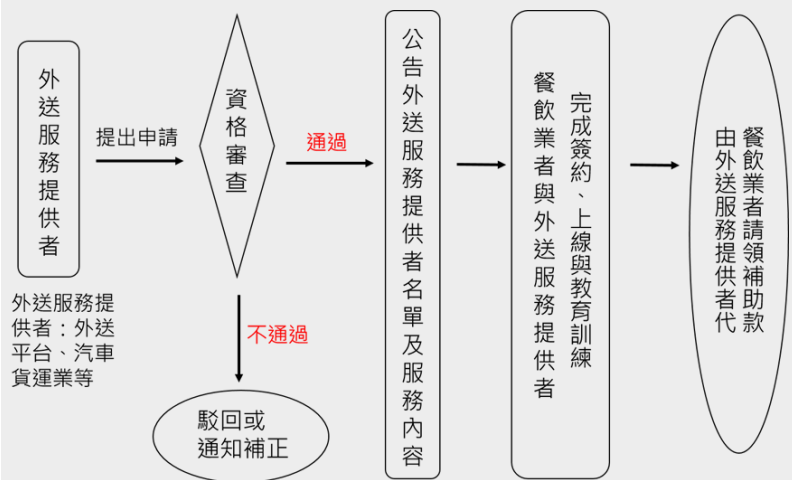 外送服務提供者
提出申請
資格審查
通過
公告外送服務提供者名單及服務內容
餐飲業者與外送服務提供者
完成簽約、上線與教育訓練
由外送服務提供者代
餐飲業者請領補助款
外送服務提
供者：外送
平台、汽車
貨運業等
不通過
駁回或
通知補正